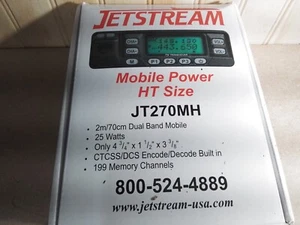 JETSTREAM
Mobile Power
HT Size
JT270MH
• 2m/70cm Dual Band Mobile
• 25 Watts
• Only 4 3/4" x 1 1/2" x 3 3/8"
• CTCSS/DCS Encode/Decode Built in
• 199 Memory Channels
800-524-4889
www.jetstream-usa.com